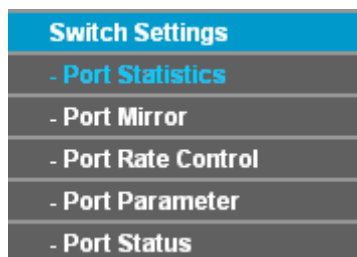 Switch Settings
- Port Statistics
- Port Mirror
- Port Rate Control
- Port Parameter
- Port Status